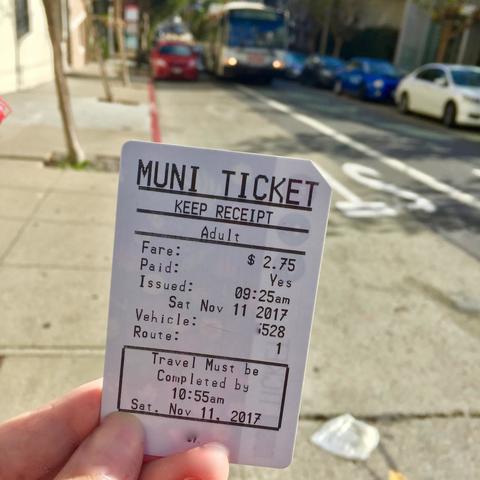 MUNI TICKET
KEEP RECEIPT
Adult
Fare: $ 2.75
Paid: Yes
Issued: 09:25am
Sat Nov 11 2017
Vehicle: 528
Route: 1
Travel Must be
Completed by
10:55am
Sat. Nov 11, 2017